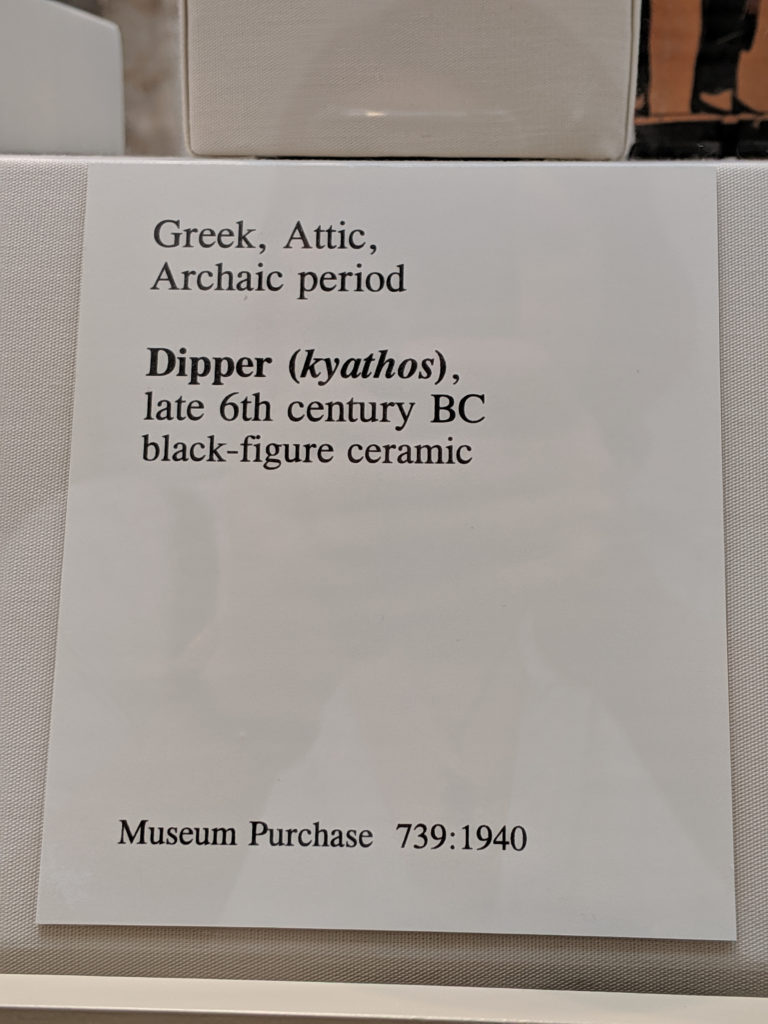 Greek, Attic,
Archaic period
Dipper (kyathos),
late 6th century BC
black-figure ceramic
Museum Purchase 739:1940